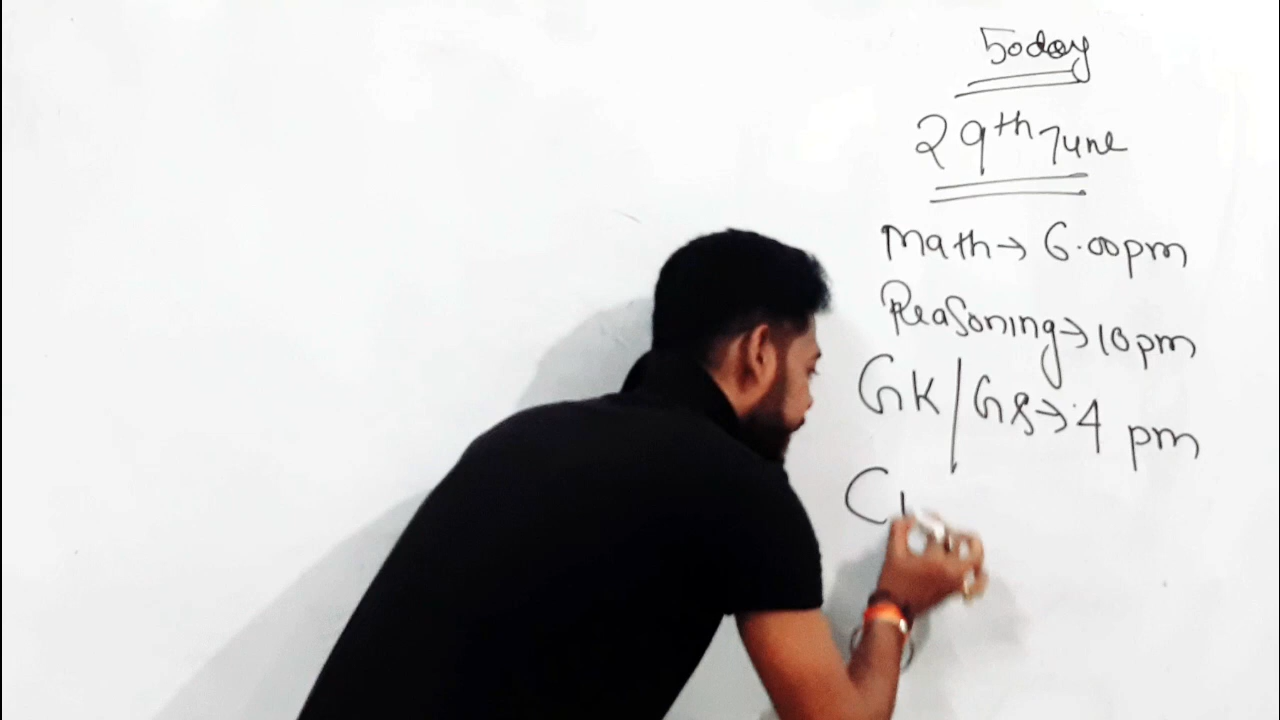 50day
29th June
Math→6.00pm
Reasoning→10pm
GK/GS→4 pm